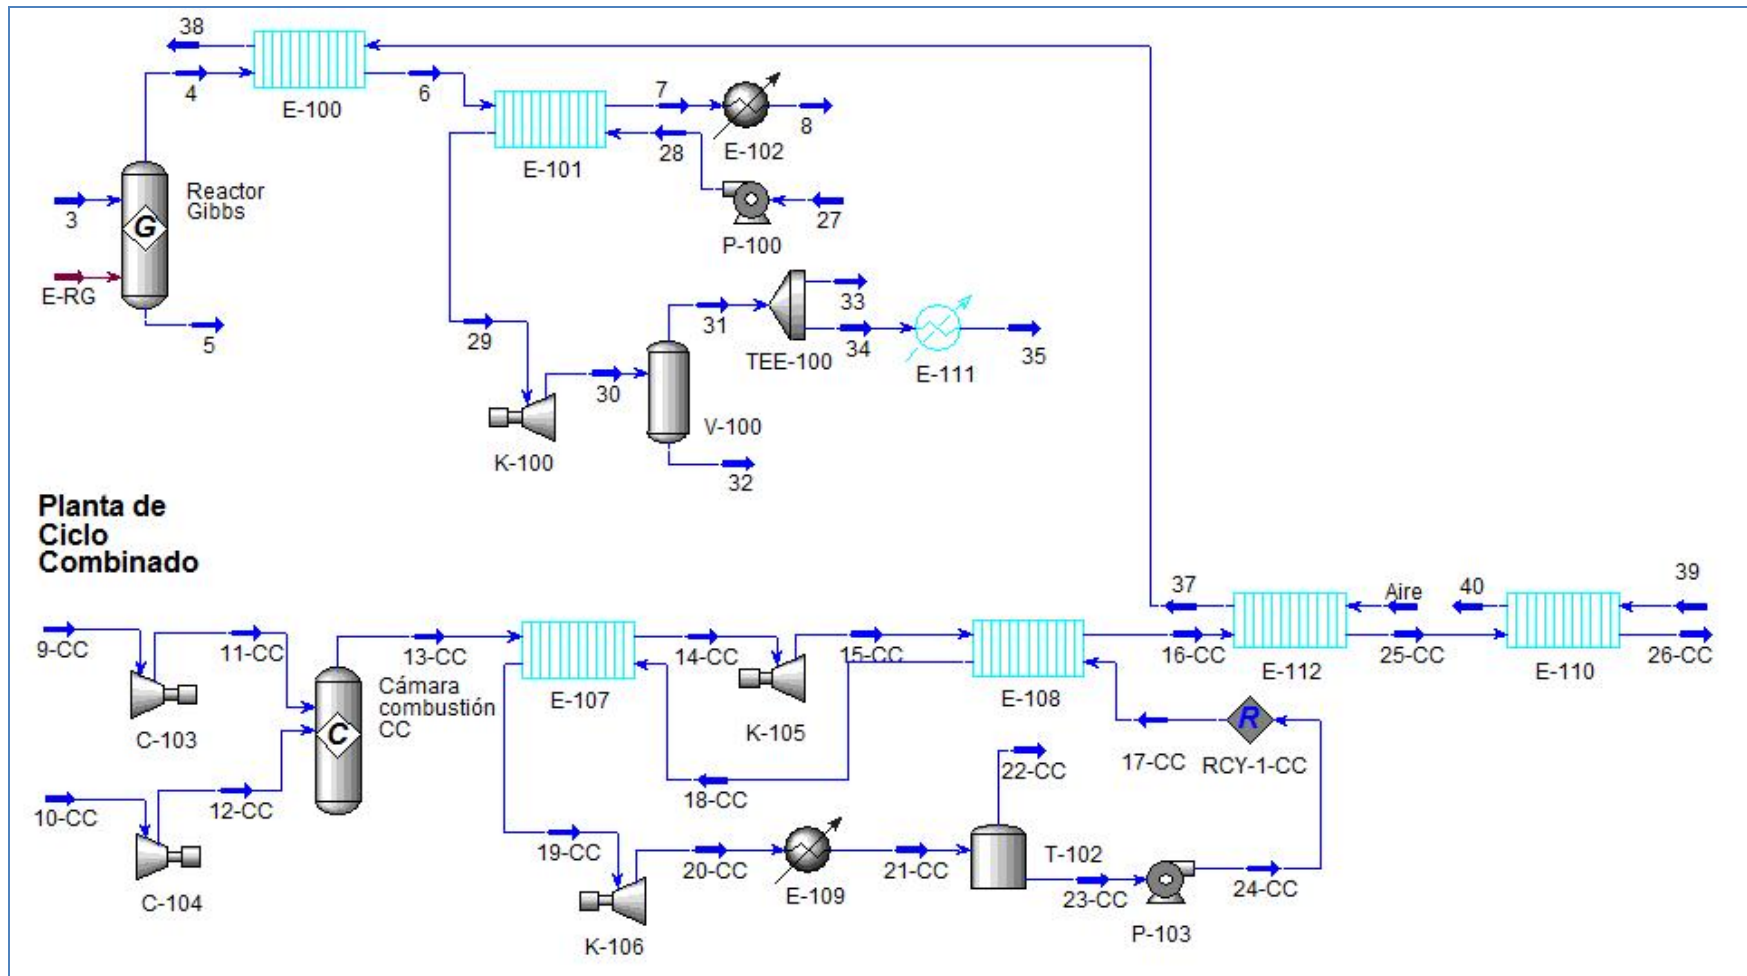 38
4
E-100
6
7
E-102
8
E-101
28
P-100
27
3
Reactor
Gibbs
G
E-RG
5
29
K-100
30
31
V-100
32
TEE-100
33
34
E-111
35
Planta de
Ciclo
Combinado
9-CC
C-103
11-CC
10-CC
C-104
12-CC
C
Cámara
combustión
CC
13-CC
E-107
14-CC
K-105
15-CC
E-108
16-CC
37
Aire
E-112
25-CC
40
39
E-110
26-CC
17-CC
R
RCY-1-CC
18-CC
19-CC
K-106
20-CC
E-109
21-CC
22-CC
T-102
23-CC
P-103
24-CC